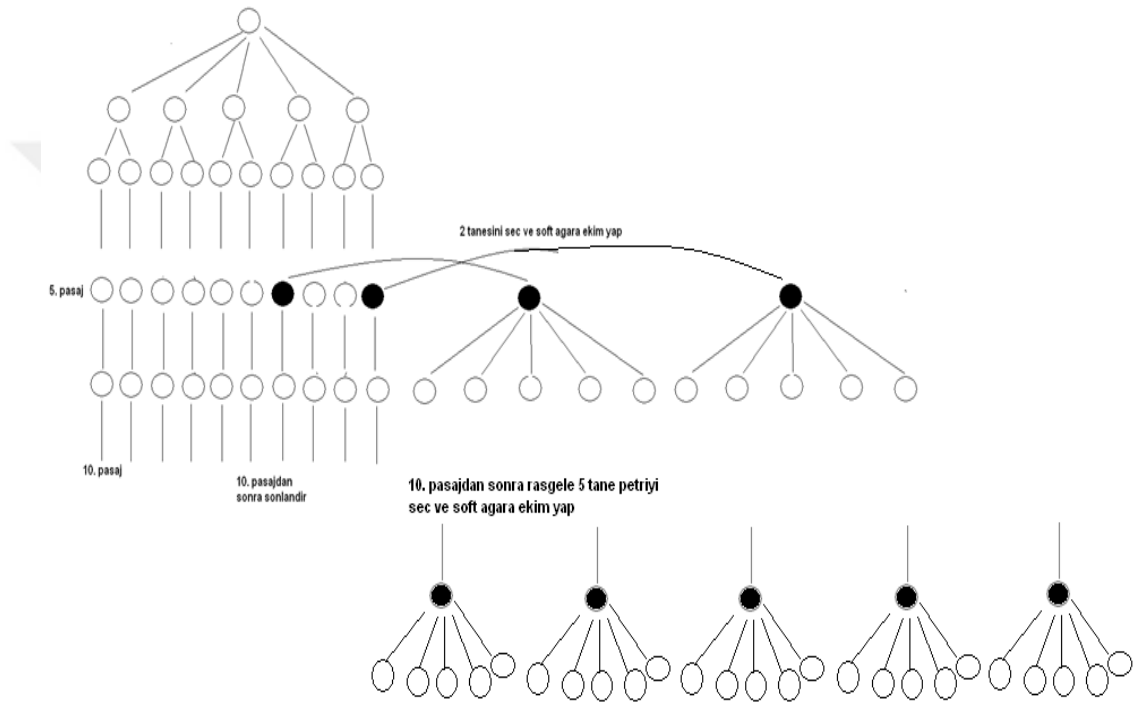 2 tanesini sec ve soft agara ekim yap
5. pasaj
10. pasaj
10. pasajdan
sonra sonlandir
10. pasajdan sonra rasgele 5 tane petriyi
sec ve soft agara ekim yap